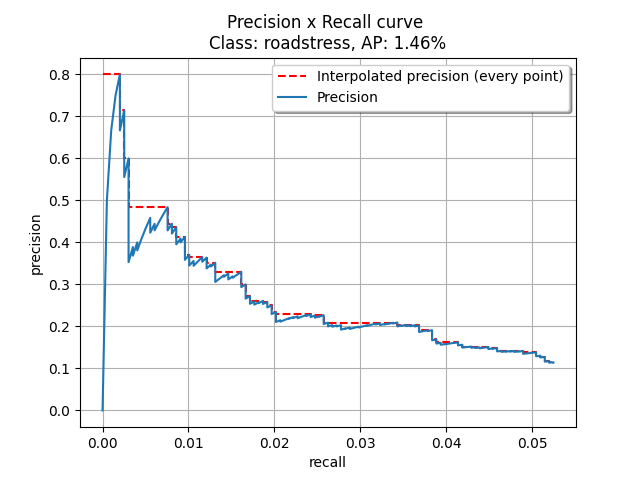 Precision x Recall curve
Class: roadstress, AP: 1.46%
Interpolated precision (every point)
Precision
0.8
0.7
0.6
0.5
0.4
0.3
0.2
0.1
0.0
precision
0.00 0.01 0.02 0.03 0.04 0.05
recall